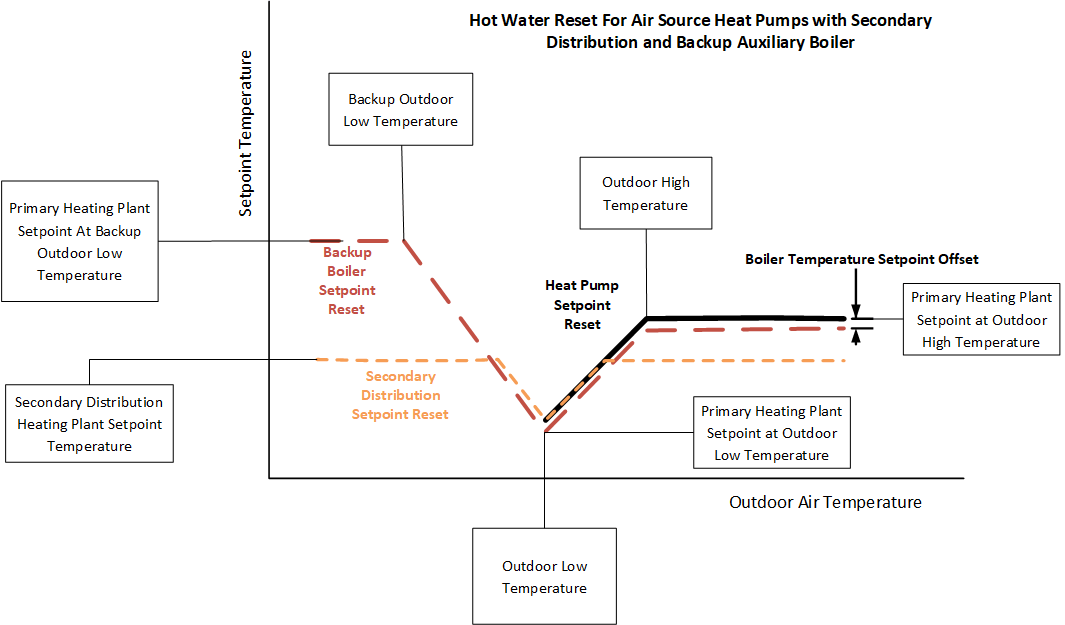 Hot Water Reset For Air Source Heat Pumps with Secondary
Distribution and Backup Auxiliary Boiler
Setpoint Temperature
Backup Outdoor
Low Temperature
Outdoor High
Temperature
Primary Heating Plant
Setpoint At Backup
Outdoor Low
Temperature
Backup
Boiler
Setpoint
Reset
Heat Pump
Setpoint
Reset
Boiler Temperature Setpoint Offset
Primary Heating Plant
Setpoint at Outdoor
High Temperature
Secondary
Distribution
Setpoint Reset
Secondary Distribution
Heating Plant Setpoint
Temperature
Primary Heating Plant
Setpoint at Outdoor
Low Temperature
Outdoor Air Temperature
Outdoor Low
Temperature